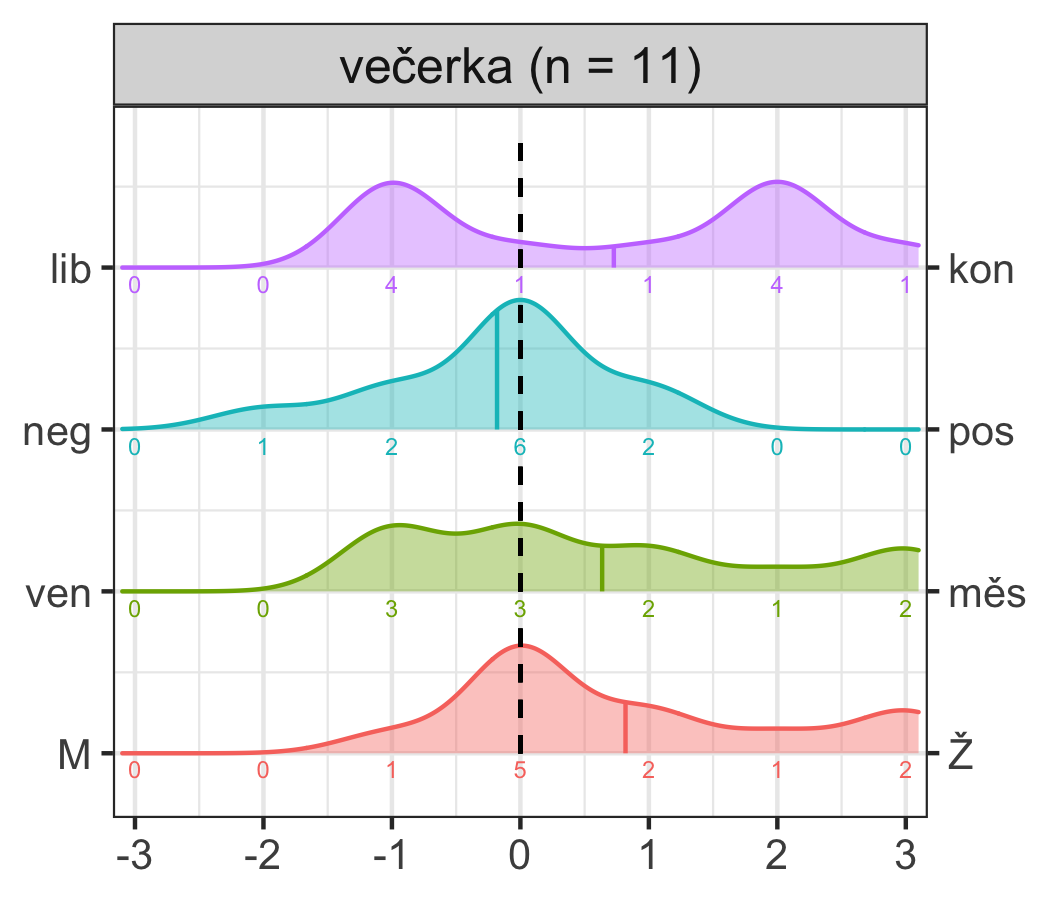 večerka (n = 11)
lib kon
0 0 4 1 1 4 1
neg pos
0 1 2 6 2 0 0
ven měs
0 0 3 3 2 1 2
M Ž
0 0 1 5 2 1 2
-3 -2 -1 0 1 2 3